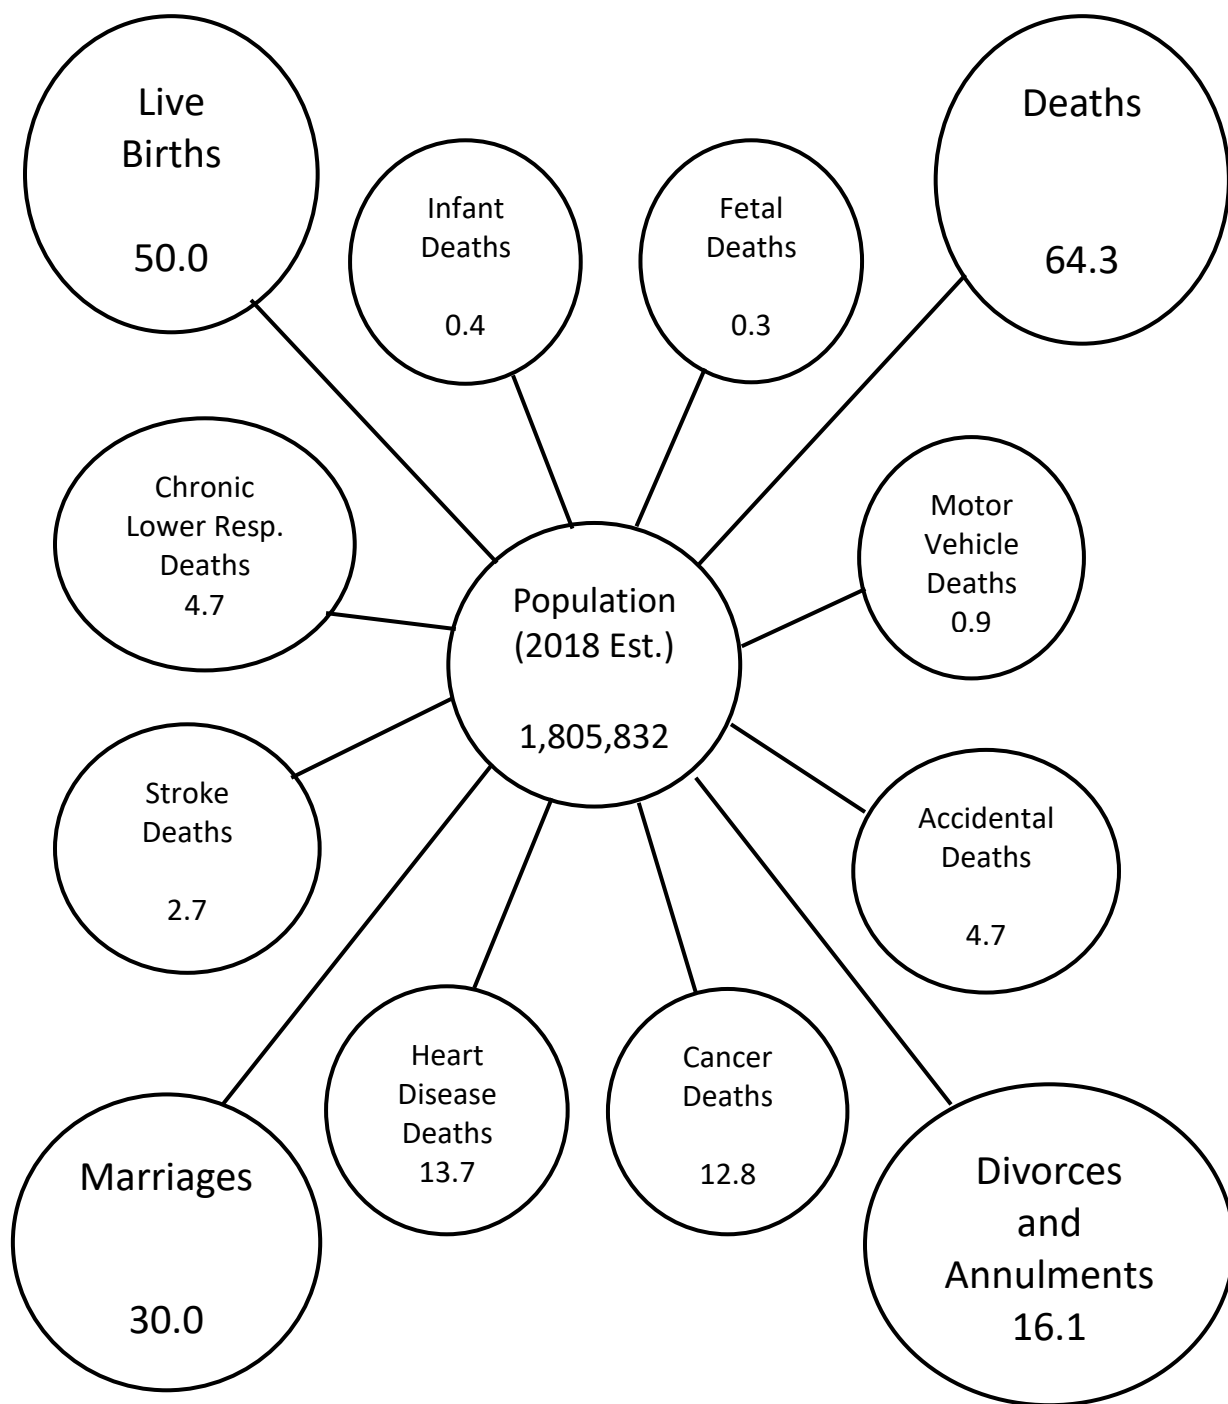 Live
Births
50.0
Infant
Deaths
0.4
Fetal
Deaths
0.3
Deaths
64.3
Chronic
Lower Resp.
Deaths
4.7
Motor
Vehicle
Deaths
0.9
Population
(2018 Est.)
1,805,832
Stroke
Deaths
2.7
Accidental
Deaths
4.7
Marriages
30.0
Heart
Disease
Deaths
13.7
Cancer
Deaths
12.8
Divorces
and
Annulments
16.1